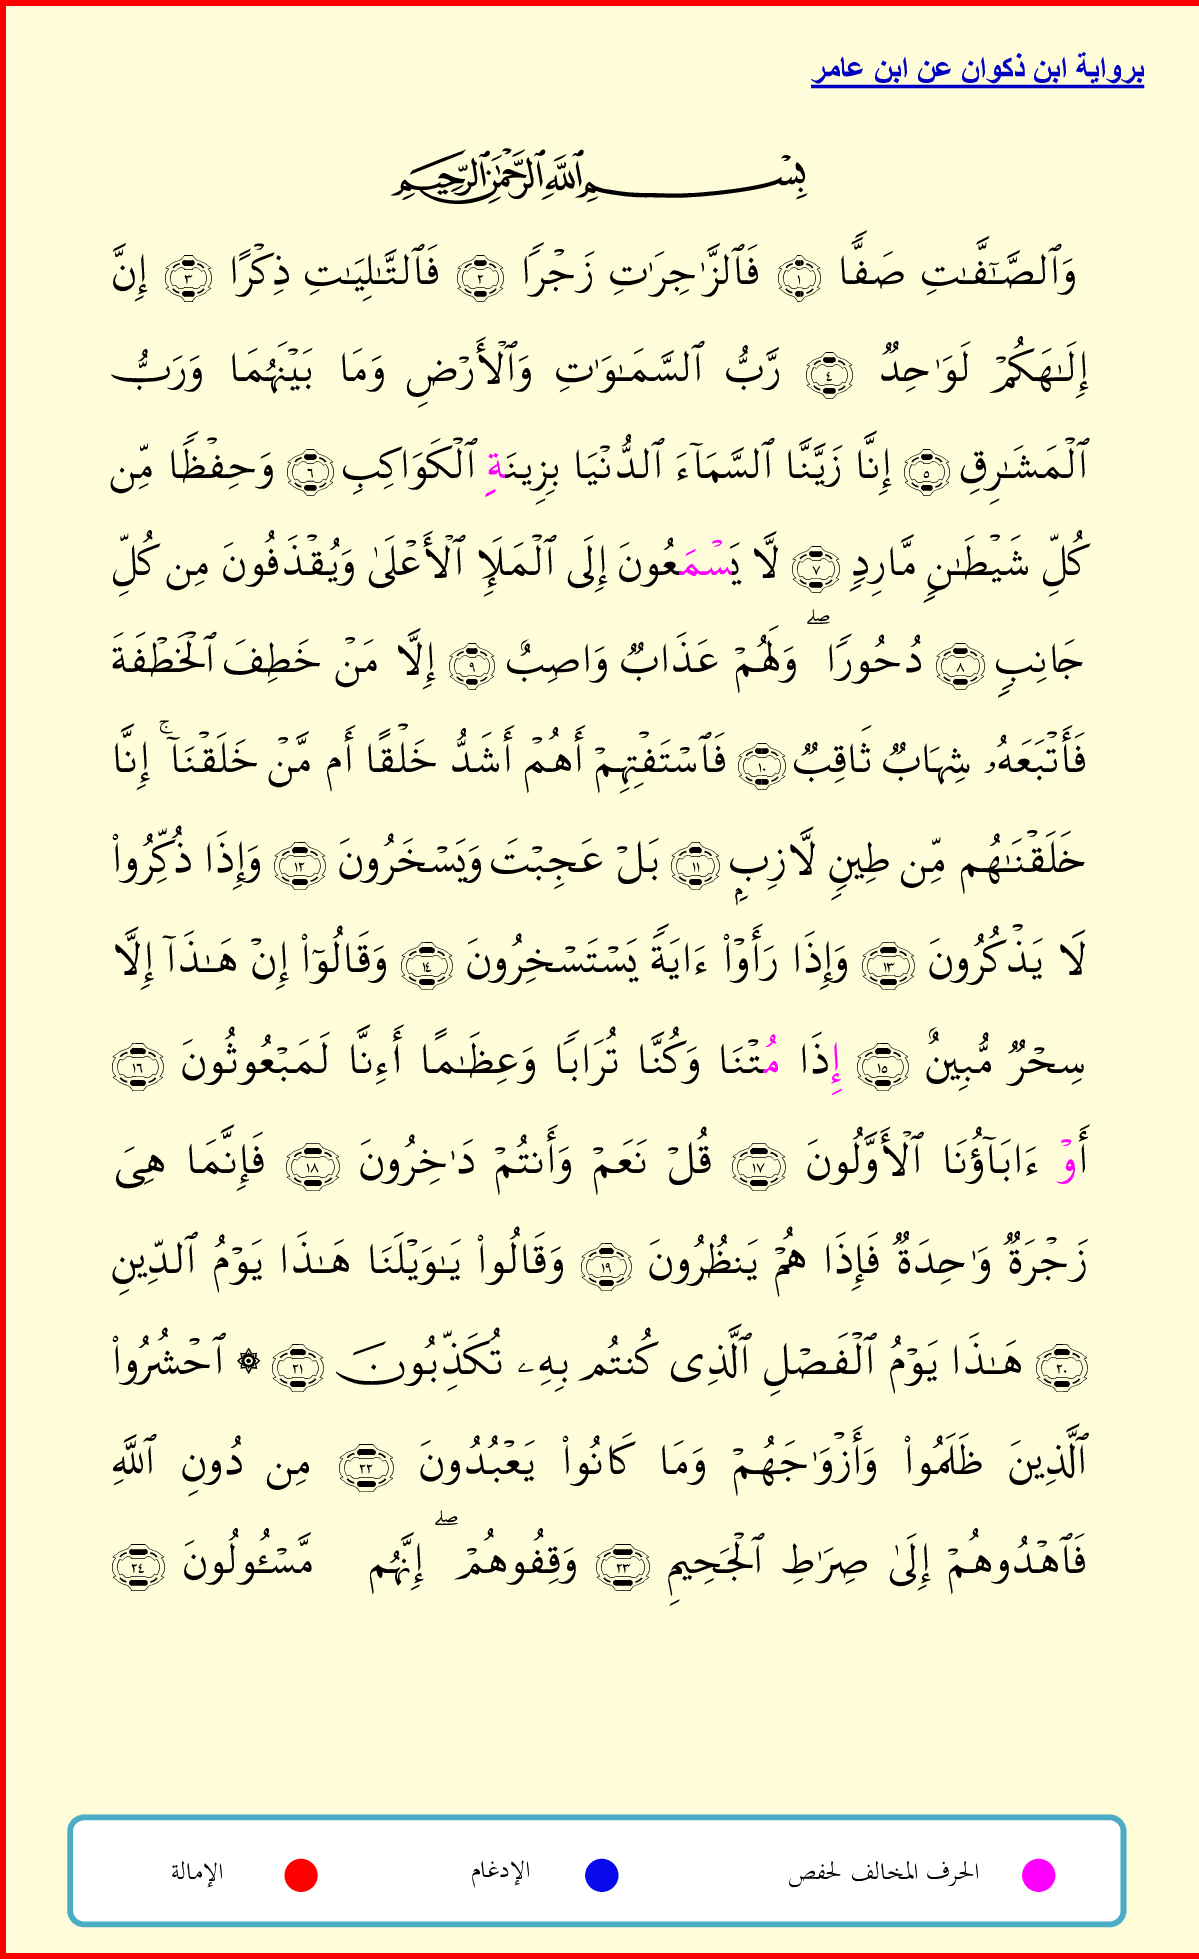 برواية ابن ذكوان عن ابن عامر
بِسْمِ ٱللَّهِ ٱلرَّحْمَٰنِ ٱلرَّحِيمِ
وَٱلصَّـٰٓفَّـٰتِ صَفًّا ١ فَٱلزَّٰجِرَٰتِ زَجْرًا ٢ فَٱلتَّـٰلِيَـٰتِ ذِكْرًا ٣ إِنَّ
إِلَـٰهَكُمْ لَوَٰحِدٌ ٤ رَّبُّ ٱلسَّمَـٰوَٰتِ وَٱلْأَرْضِ وَمَا بَيْنَهُمَا وَرَبُّ
ٱلْمَشَـٰرِقِ ٥ إِنَّا زَيَّنَّا ٱلسَّمَآءَ ٱلدُّنْيَا بِزِينَةِ ٱلْكَوَاكِبِ ٦ وَحِفْظًا مِّن
كُلِّ شَيْطَـٰنٍ مَّارِدٍ ٧ لَّا يَسْمَعُونَ إِلَى ٱلْمَلَإِ ٱلْأَعْلَىٰ وَيُقْذَفُونَ مِن كُلِّ
جَانِبٍ ٨ دُحُورًا ۖ وَلَهُمْ عَذَابٌ وَاصِبٌ ٩ إِلَّا مَنْ خَطِفَ ٱلْخَطْفَةَ
فَأَتْبَعَهُۥ شِهَابٌ ثَاقِبٌ ١٠ فَٱسْتَفْتِهِمْ أَهُمْ أَشَدُّ خَلْقًا أَم مَّنْ خَلَقْنَآ ۚ إِنَّا
خَلَقْنَـٰهُم مِّن طِينٍ لَّازِبٍۭ ١١ بَلْ عَجِبْتَ وَيَسْخَرُونَ ١٢ وَإِذَا ذُكِّرُوا۟
لَا يَذْكُرُونَ ١٣ وَإِذَا رَأَوْا۟ ءَايَةً يَسْتَسْخِرُونَ ١٤ وَقَالُوٓا۟ إِنْ هَـٰذَآ إِلَّا
سِحْرٌ مُّبِينٌ ١٥ إِذَا مُتْنَا وَكُنَّا تُرَابًا وَعِظَـٰمًا أَءِنَّا لَمَبْعُوثُونَ ١٦
أَوْ ءَابَآؤُنَا ٱلْأَوَّلُونَ ١٧ قُلْ نَعَمْ وَأَنتُمْ دَٰخِرُونَ ١٨ فَإِنَّمَا هِىَ
زَجْرَةٌ وَٰحِدَةٌ فَإِذَا هُمْ يَنظُرُونَ ١٩ وَقَالُوا۟ يَـٰوَيْلَنَا هَـٰذَا يَوْمُ ٱلدِّينِ
٢٠ هَـٰذَا يَوْمُ ٱلْفَصْلِ ٱلَّذِى كُنتُم بِهِۦ تُكَذِّبُونَ ٢١ ۞ ٱحْشُرُوا۟
ٱلَّذِينَ ظَلَمُوا۟ وَأَزْوَٰجَهُمْ وَمَا كَانُوا۟ يَعْبُدُونَ ٢٢ مِن دُونِ ٱللَّهِ
فَٱهْدُوهُمْ إِلَىٰ صِرَٰطِ ٱلْجَحِيمِ ٢٣ وَقِفُوهُمْ ۖ إِنَّهُم مَّسْـُٔولُونَ ٢٤
الحرف المخالف لحفص الإدغام الإمالة